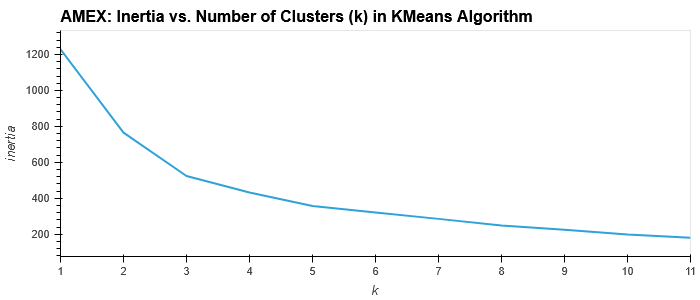 AMEX: Inertia vs. Number of Clusters (k) in KMeans Algorithm
inertia
1200
1000
800
600
400
200
1 2 3 4 5 6 7 8 9 10 11
k